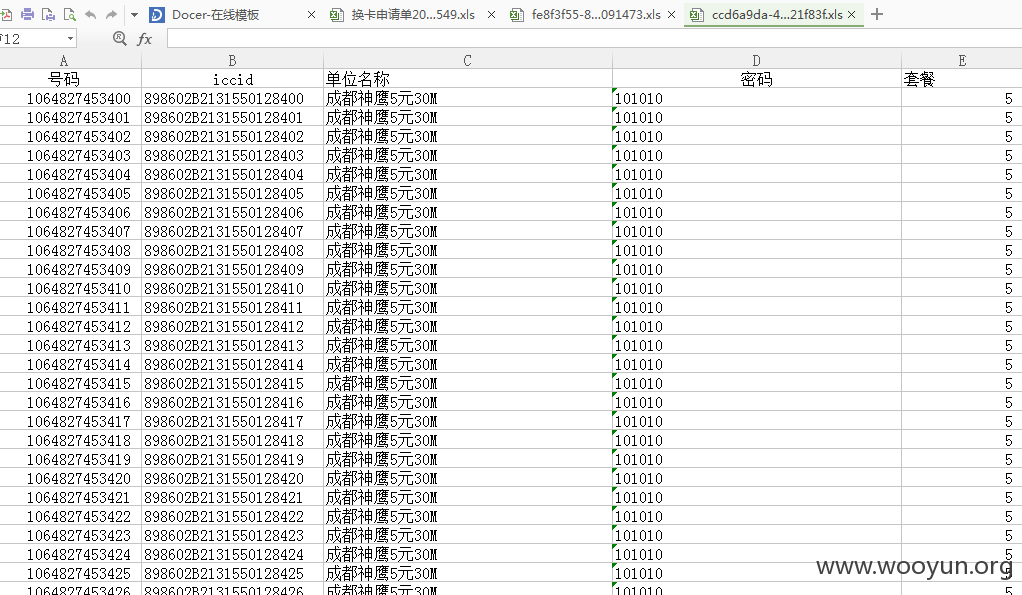 Docer-在线模板 换卡申请单20...549.xls fe8f3f55-8...091473.xls ccd6a9da-4...21f83f.xls
12 fx
A B C D E
号码 iccid 单位名称 密码 套餐
1064827453400 898602B2131550128400 成都神鹰5元30M 101010 5
1064827453401 898602B2131550128401 成都神鹰5元30M 101010 5
1064827453402 898602B2131550128402 成都神鹰5元30M 101010 5
1064827453403 898602B2131550128403 成都神鹰5元30M 101010 5
1064827453404 898602B2131550128404 成都神鹰5元30M 101010 5
1064827453405 898602B2131550128405 成都神鹰5元30M 101010 5
1064827453406 898602B2131550128406 成都神鹰5元30M 101010 5
1064827453407 898602B2131550128407 成都神鹰5元30M 101010 5
1064827453408 898602B2131550128408 成都神鹰5元30M 101010 5
1064827453409 898602B2131550128409 成都神鹰5元30M 101010 5
1064827453410 898602B2131550128410 成都神鹰5元30M 101010 5
1064827453411 898602B2131550128411 成都神鹰5元30M 101010 5
1064827453412 898602B2131550128412 成都神鹰5元30M 101010 5
1064827453413 898602B2131550128413 成都神鹰5元30M 101010 5
1064827453414 898602B2131550128414 成都神鹰5元30M 101010 5
1064827453415 898602B2131550128415 成都神鹰5元30M 101010 5
1064827453416 898602B2131550128416 成都神鹰5元30M 101010 5
1064827453417 898602B2131550128417 成都神鹰5元30M 101010 5
1064827453418 898602B2131550128418 成都神鹰5元30M 101010 5
1064827453419 898602B2131550128419 成都神鹰5元30M 101010 5
1064827453420 898602B2131550128420 成都神鹰5元30M 101010 5
1064827453421 898602B2131550128421 成都神鹰5元30M 101010 5
1064827453422 898602B2131550128422 成都神鹰5元30M 101010 5
1064827453423 898602B2131550128423 成都神鹰5元30M 101010 5
1064827453424 898602B2131550128424 成都神鹰5元30M 101010 5
1064827453425 898602B2131550128425 成都神鹰5元30M 101010 5
1064827453426 898602B2131550128426 成都神鹰5元30M 101010 5
www.wooyun.org